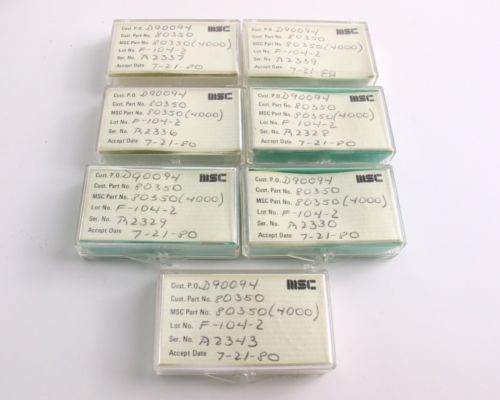 Cust. P.O. D90094 MSC
Cust. Part No. 80350
MSC Part No. 80350(4000)
Lot No. F-104-2
Ser. No. A2337
Accept Date 7-21-80
Cust. P.O. D90094 MSC
Cust. Part No. 80350
MSC Part No. 80350(4000)
Lot No. F-104-2
Ser. No. A2339
Accept Date 7-21-80
Cust. P.O. D90094 MSC
Cust. Part No. 80350
MSC Part No. 80350(4000)
Lot No. F-104-2
Ser. No. A2336
Accept Date 7-21-80
Cust. P.O. D90094 MSC
Cust. Part No. 80350
MSC Part No. 80350(4000)
Lot No. F-104-2
Ser. No. A2328
Accept Date 7-21-80
Cust. P.O. D90094 MSC
Cust. Part No. 80350
MSC Part No. 80350(4000)
Lot No. F-104-2
Ser. No. A2329
Accept Date 7-21-80
Cust. P.O. D90094 MSC
Cust. Part No. 80350
MSC Part No. 80350(4000)
Lot No. F-104-2
Ser. No. A2330
Accept Date 7-21-80
Cust. P.O. D90094 MSC
Cust. Part No. 80350
MSC Part No. 80350(4000)
Lot No. F-104-2
Ser. No. A2343
Accept Date 7-21-80